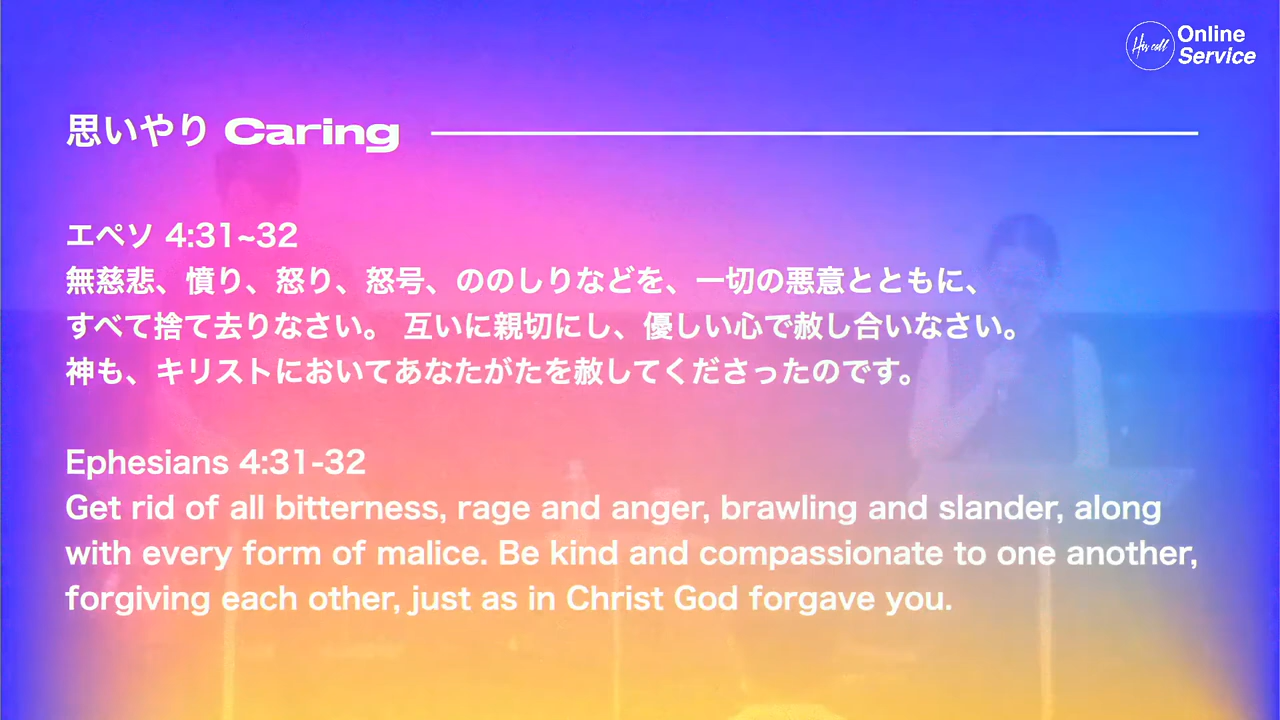 His call
Online
Service
思いやり Caring
エペソ 4:31~32
無慈悲、憤り、怒り、怒号、ののしりなどを、一切の悪意とともに、
すべて捨て去りなさい。 互いに親切にし、優しい心で赦し合いなさい。
神も、キリストにおいてあなたがたを赦してくださったのです。
Ephesians 4:31-32
Get rid of all bitterness, rage and anger, brawling and slander, along
with every form of malice. Be kind and compassionate to one another,
forgiving each other, just as in Christ God forgave you.